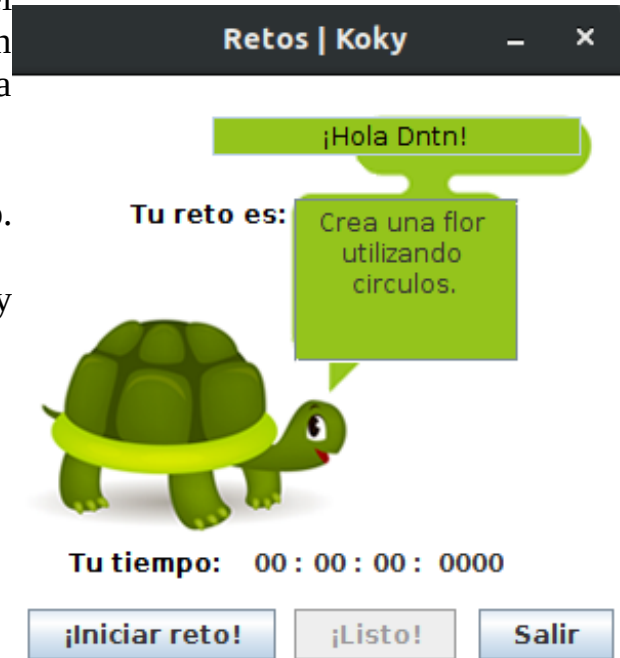 Retos | Koky
¡Hola Dntn!
Tu reto es:
Crea una flor
utilizando
circulos.
Tu tiempo: 00 : 00 : 00 : 0000
¡Iniciar reto!
¡Listo!
Salir